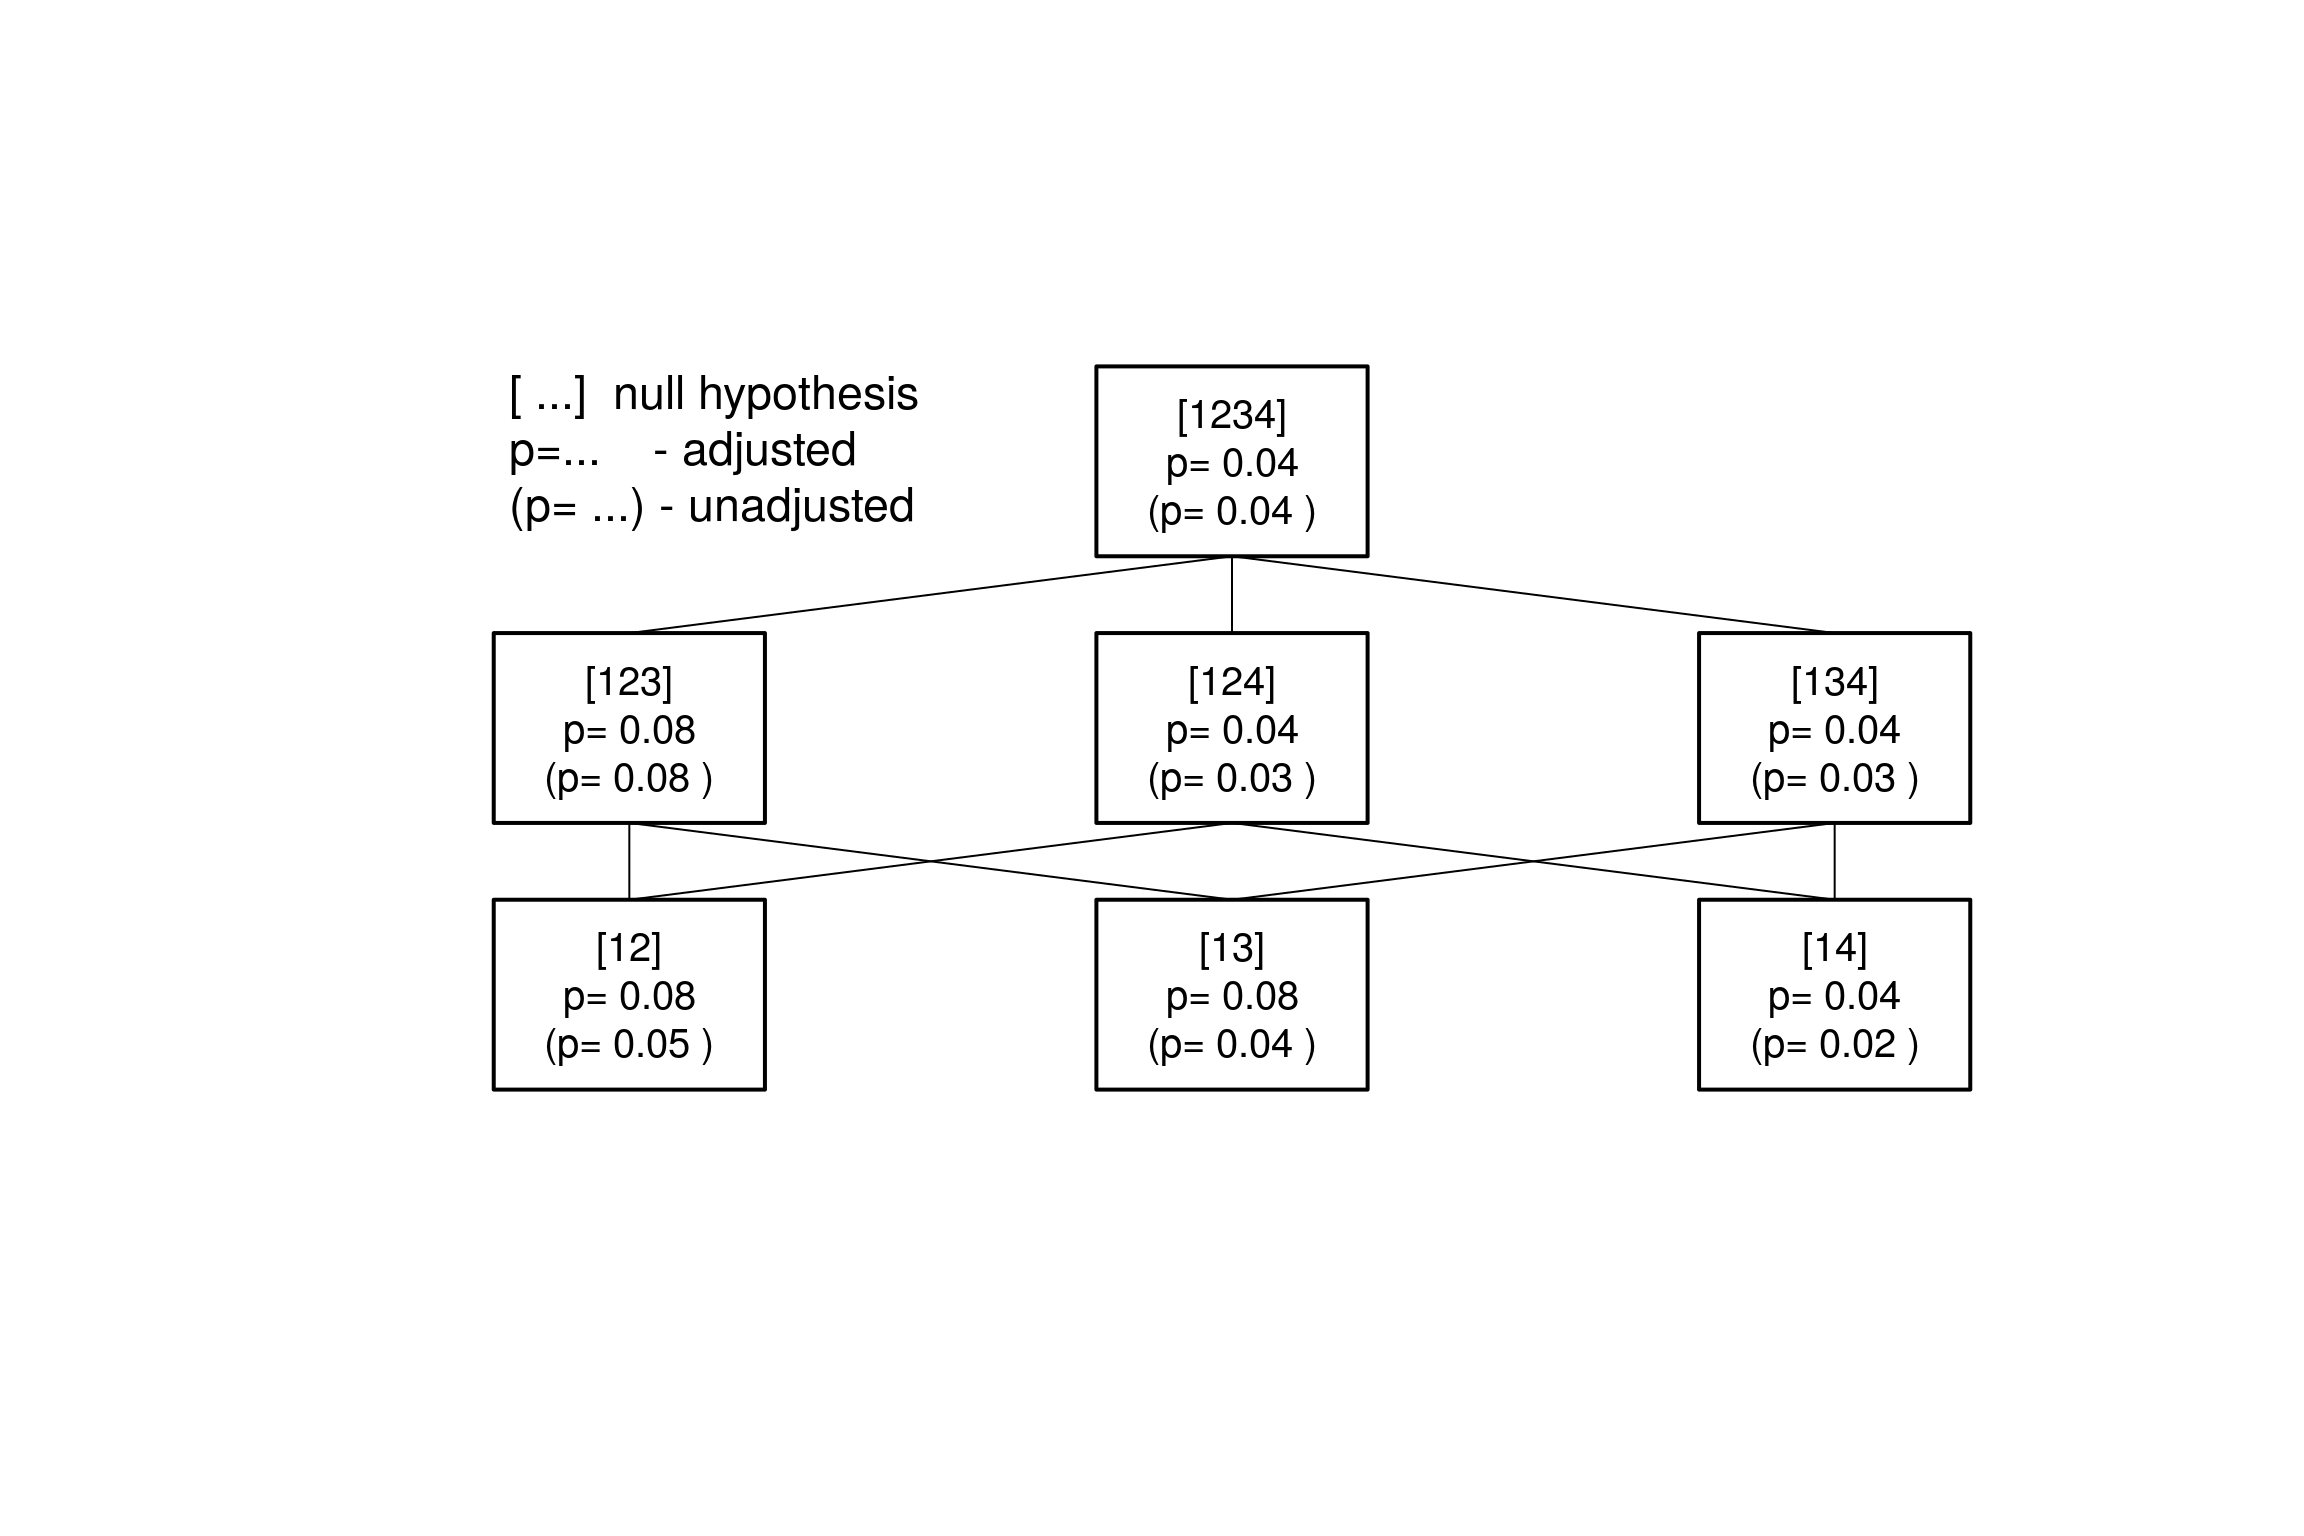 [ ...]  null hypothesis
p=...    - adjusted
(p= ...) - unadjusted
[1234]
p= 0.04
(p= 0.04 )
[123]
p= 0.08
(p= 0.08 )
[124]
p= 0.04
(p= 0.03 )
[134]
p= 0.04
(p= 0.03 )
[12]
p= 0.08
(p= 0.05 )
[13]
p= 0.08
(p= 0.04 )
[14]
p= 0.04
(p= 0.02 )